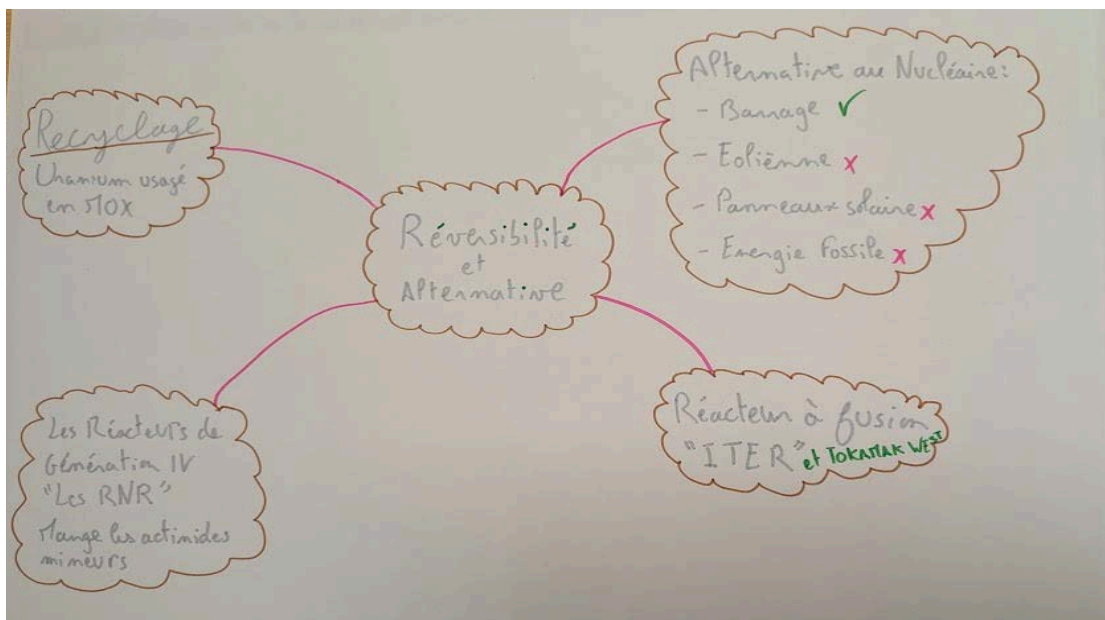 Recyclage
Uranium usagé
en MOX
Réversibilité
et
Alternative
Alternative au Nucléaire:
- Barrage ✓
- Eoliënne x
- Panneaux solaire x
- Energie Fossile x
Les Réacteurs de
Génération IV
"Les RNR"
Mange les actinides
mineurs
Réacteur à fusion
"ITER" et TOKAMAK WEST